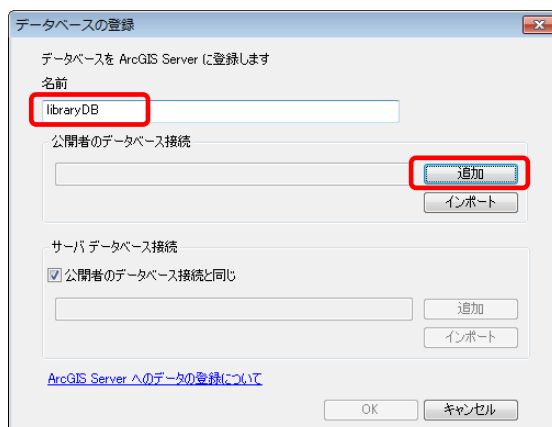 データベースの登録
データベースを ArcGIS Server に登録します
名前
libraryDB
公開者のデータベース接続
追加
インポート
サーバ データベース接続
公開者のデータベース接続と同じ
追加
インポート
ArcGIS Server へのデータの登録について
OK
キャンセル